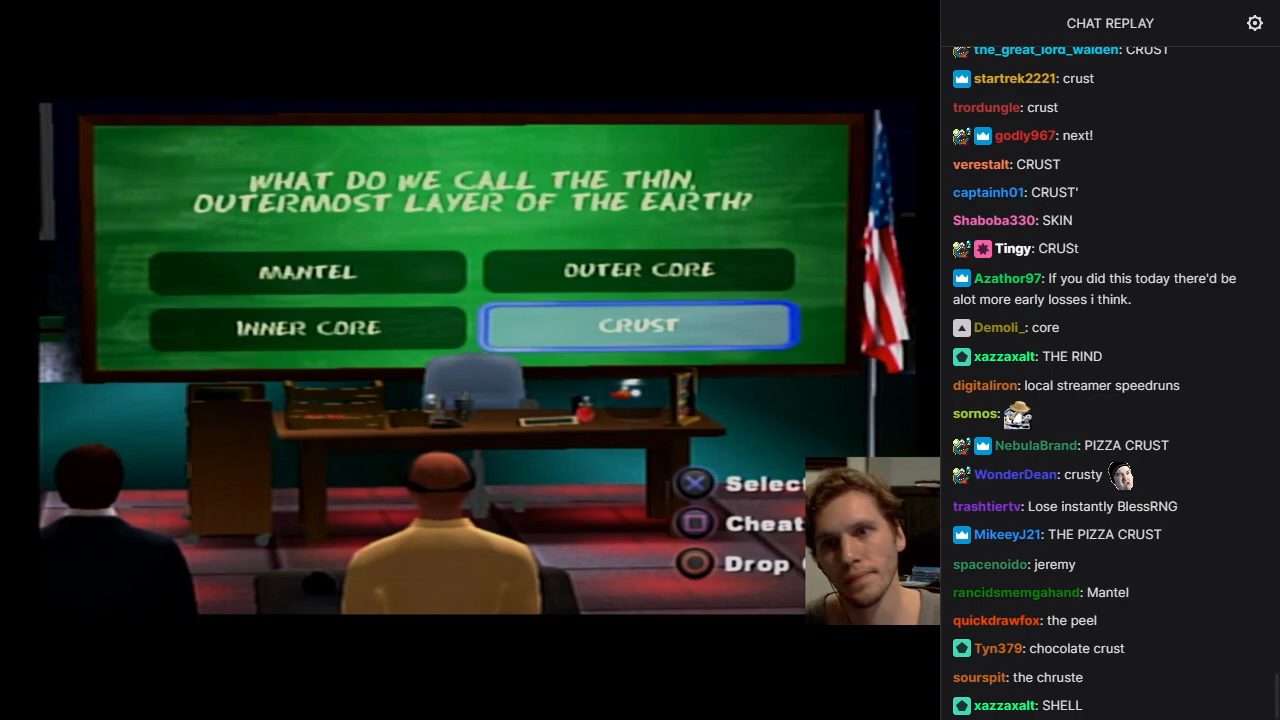 WHAT DO WE CALL THE THIN,
OUTERMOST LAYER OF THE EARTH?
MANTEL
OUTER CORE
INNER CORE
CRUST
Select
Cheat
Drop
CHAT REPLAY
the_great_lord_walden: CRUST
startrek2221: crust
trordungle: crust
godly967: next!
verestalt: CRUST
captainh01: CRUST'
Shaboba330: SKIN
Tingy: CRUSt
Azathor97: If you did this today there'd be
alot more early losses i think.
Demoli_: core
xazzaxalt: THE RIND
digitaliron: local streamer speedruns
sornos:
NebulaBrand: PIZZA CRUST
WonderDean: crusty
trashtiertv: Lose instantly BlessRNG
MikeeyJ21: THE PIZZA CRUST
spacenoido: jeremy
rancidsmemgahand: Mantel
quickdrawfox: the peel
Tyn379: chocolate crust
sourspit: the chruste
xazzaxalt: SHELL